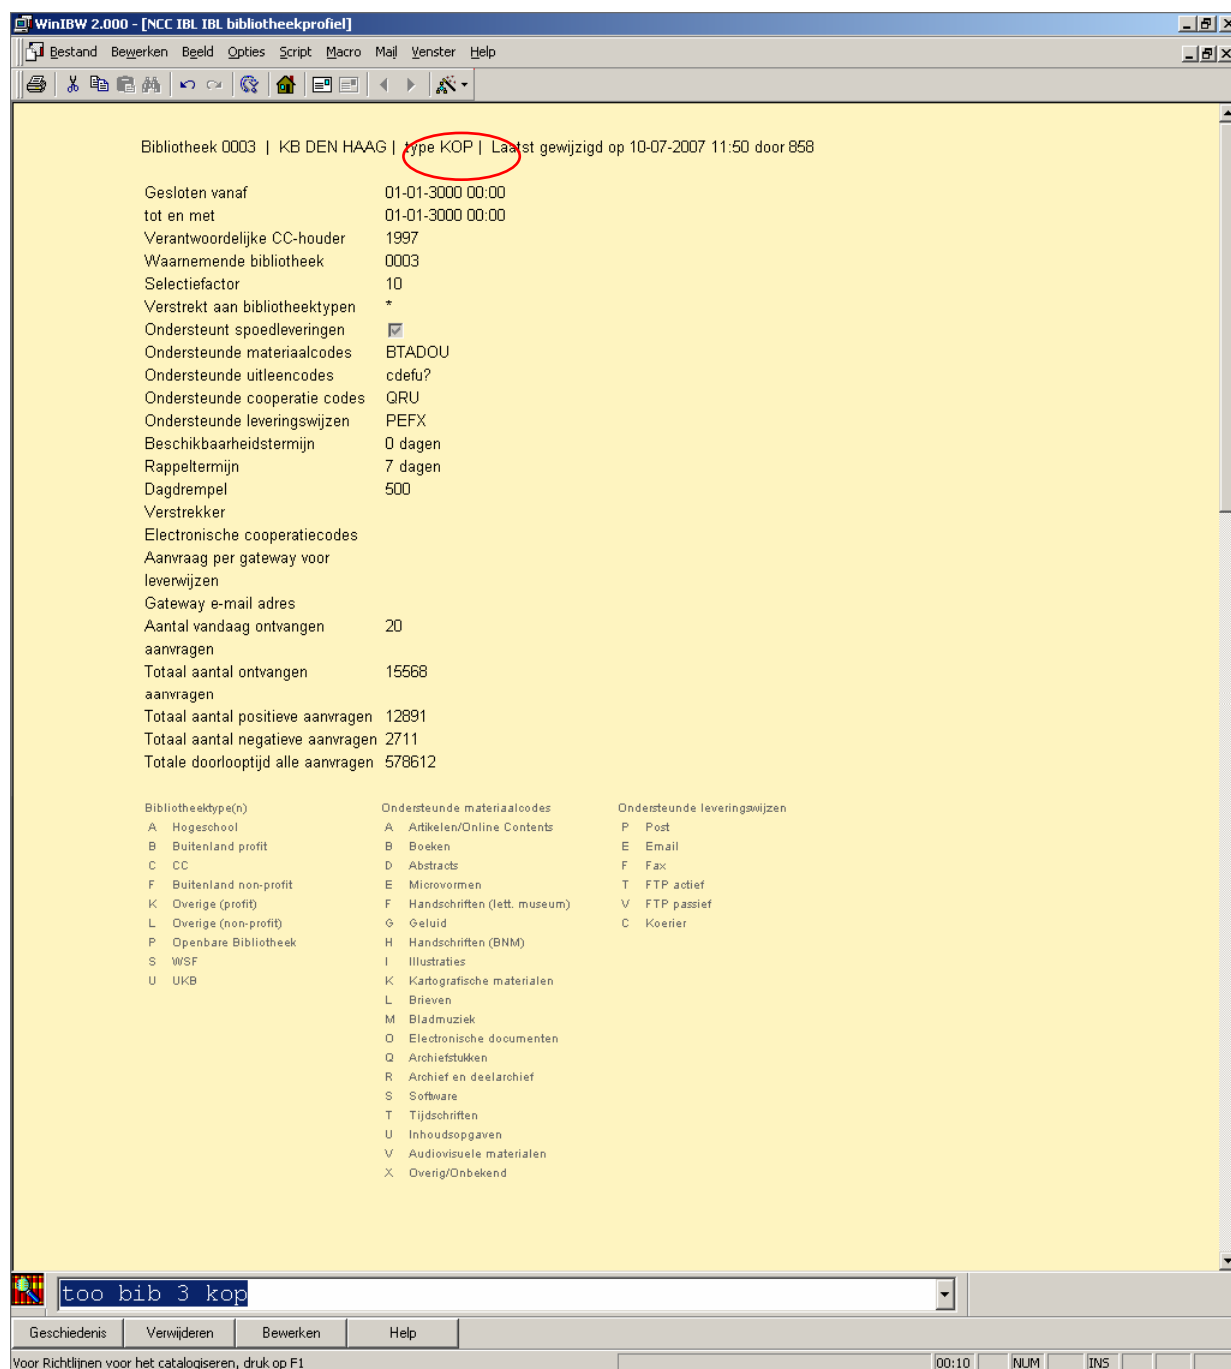 WinIBW 2.000 - [NCC IBL IBL bibliotheekprofiel]
Bestand Bewerken Beeld Opties Script Macro Mail Venster Help
Bibliotheek 0003 | KB DEN HAAG | type KOP | Laatst gewijzigd op 10-07-2007 11:50 door 858
Gesloten vanaf 01-01-3000 00:00
tot en met 01-01-3000 00:00
Verantwoordelijke CC-houder 1997
Waarnemende bibliotheek 0003
Selectiefactor 10
Verstrekt aan bibliotheektypen *
Ondersteunt spoedleveringen
Ondersteunde materiaalcodes BTADOU
Ondersteunde uitleencodes cdefu?
Ondersteunde cooperatie codes QRU
Ondersteunde leveringswijzen PEFX
Beschikbaarheidstermijn 0 dagen
Rappeltermijn 7 dagen
Dagdrempel 500
Verstrekker
Electronische cooperatiecodes
Aanvraag per gateway voor
leverwijzen
Gateway e-mail adres
Aantal vandaag ontvangen 20
aanvragen
Totaal aantal ontvangen 15568
aanvragen
Totaal aantal positieve aanvragen 12891
Totaal aantal negatieve aanvragen 2711
Totale doorlooptijd alle aanvragen 578612
Bibliotheektype(n) Ondersteunde materiaalcodes Ondersteunde leveringswijzen
A Hogeschool A Artikelen/Online Contents P Post
B Buitenland profit B Boeken E Email
C CC D Abstracts F Fax
F Buitenland non-profit E Microvormen T FTP actief
K Overige (profit) F Handschriften (lett. museum) V FTP passief
L Overige (non-profit) G Geluid C Koerier
P Openbare Bibliotheek H Handschriften (BNM)
S WSF I Illustraties
U UKB K Kartografische materialen
L Brieven
M Bladmuziek
O Electronische documenten
Q Archiefstukken
R Archief en deelarchief
S Software
T Tijdschriften
U Inhoudsopgaven
V Audiovisuele materialen
X Overig/Onbekend
too bib 3 kop
Geschiedenis Verwijderen Bewerken Help
Voor Richtlijnen voor het catalogiseren, druk op F1 00:10 NUM INS